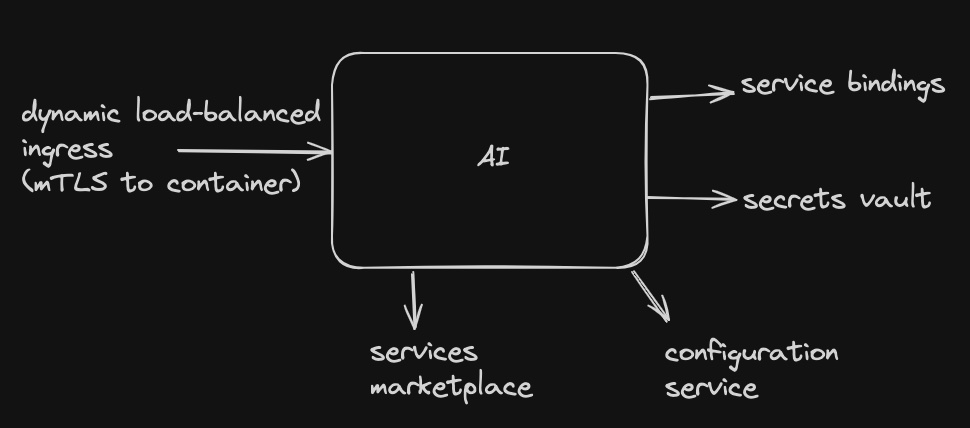 dynamic load-balanced
ingress
(mTLS to container)
AI
service bindings
secrets vault
services
marketplace
configuration
service